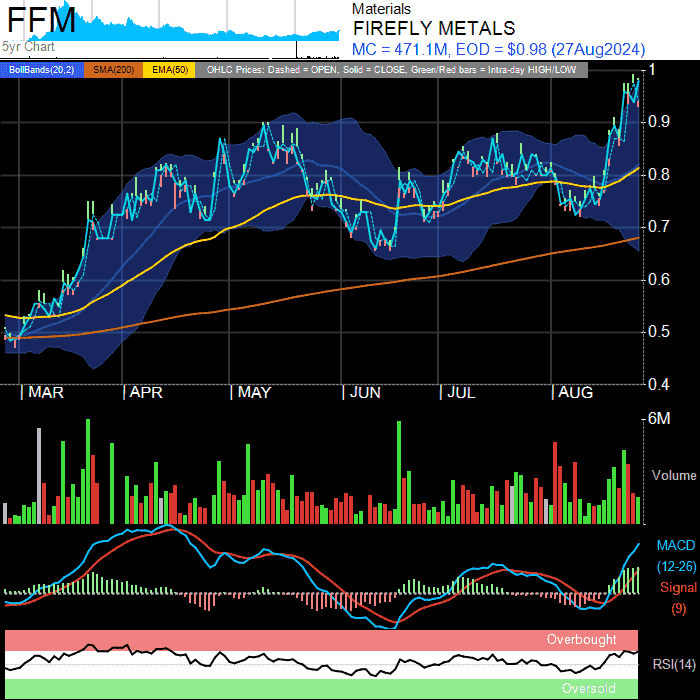 FFM
5yr Chart
Materials
FIREFLY METALS
MC = 471.1M, EOD = $0.98 (27Aug2024)
BollBands(20,2) SMA(200) EMA(50) OHLC Prices: Dashed = OPEN, Solid = CLOSE, Green/Red bars = Intra-day HIGH/LOW
1
0.9
0.8
0.7
0.6
0.5
0.4
| MAR | APR | MAY | JUN | JUL | AUG
6M
Volume
MACD
(12-26)
Signal
(9)
Overbought
RSI(14)
Oversold